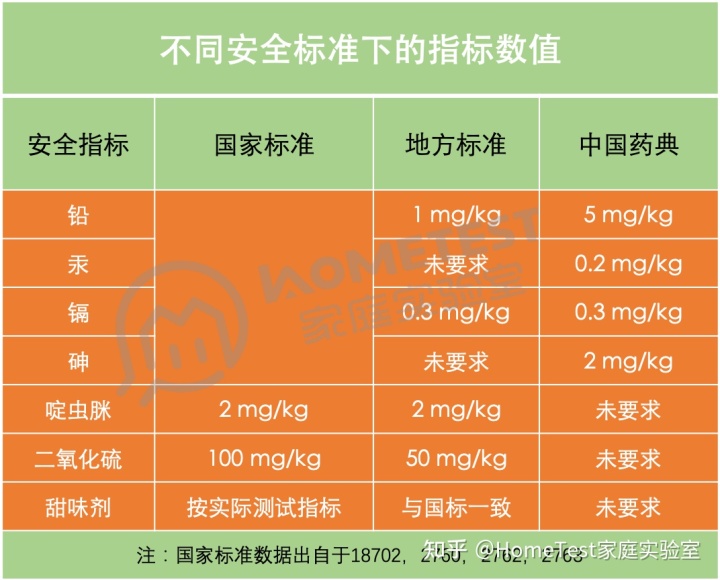 不同安全标准下的指标数值
安全指标 国家标准 地方标准 中国药典
铅 1 mg/kg 5 mg/kg
汞 未要求 0.2 mg/kg
镉 0.3 mg/kg 0.3 mg/kg
砷 未要求 2 mg/kg
啶虫脒 2 mg/kg 2 mg/kg 未要求
二氧化硫 100 mg/kg 50 mg/kg 未要求
甜味剂 按实际测试指标 与国标一致 未要求
HOMETEST
家庭实验室
注：国家标准数据出自于18702，2760，2762，2763
知乎 @HomeTest家庭实验室